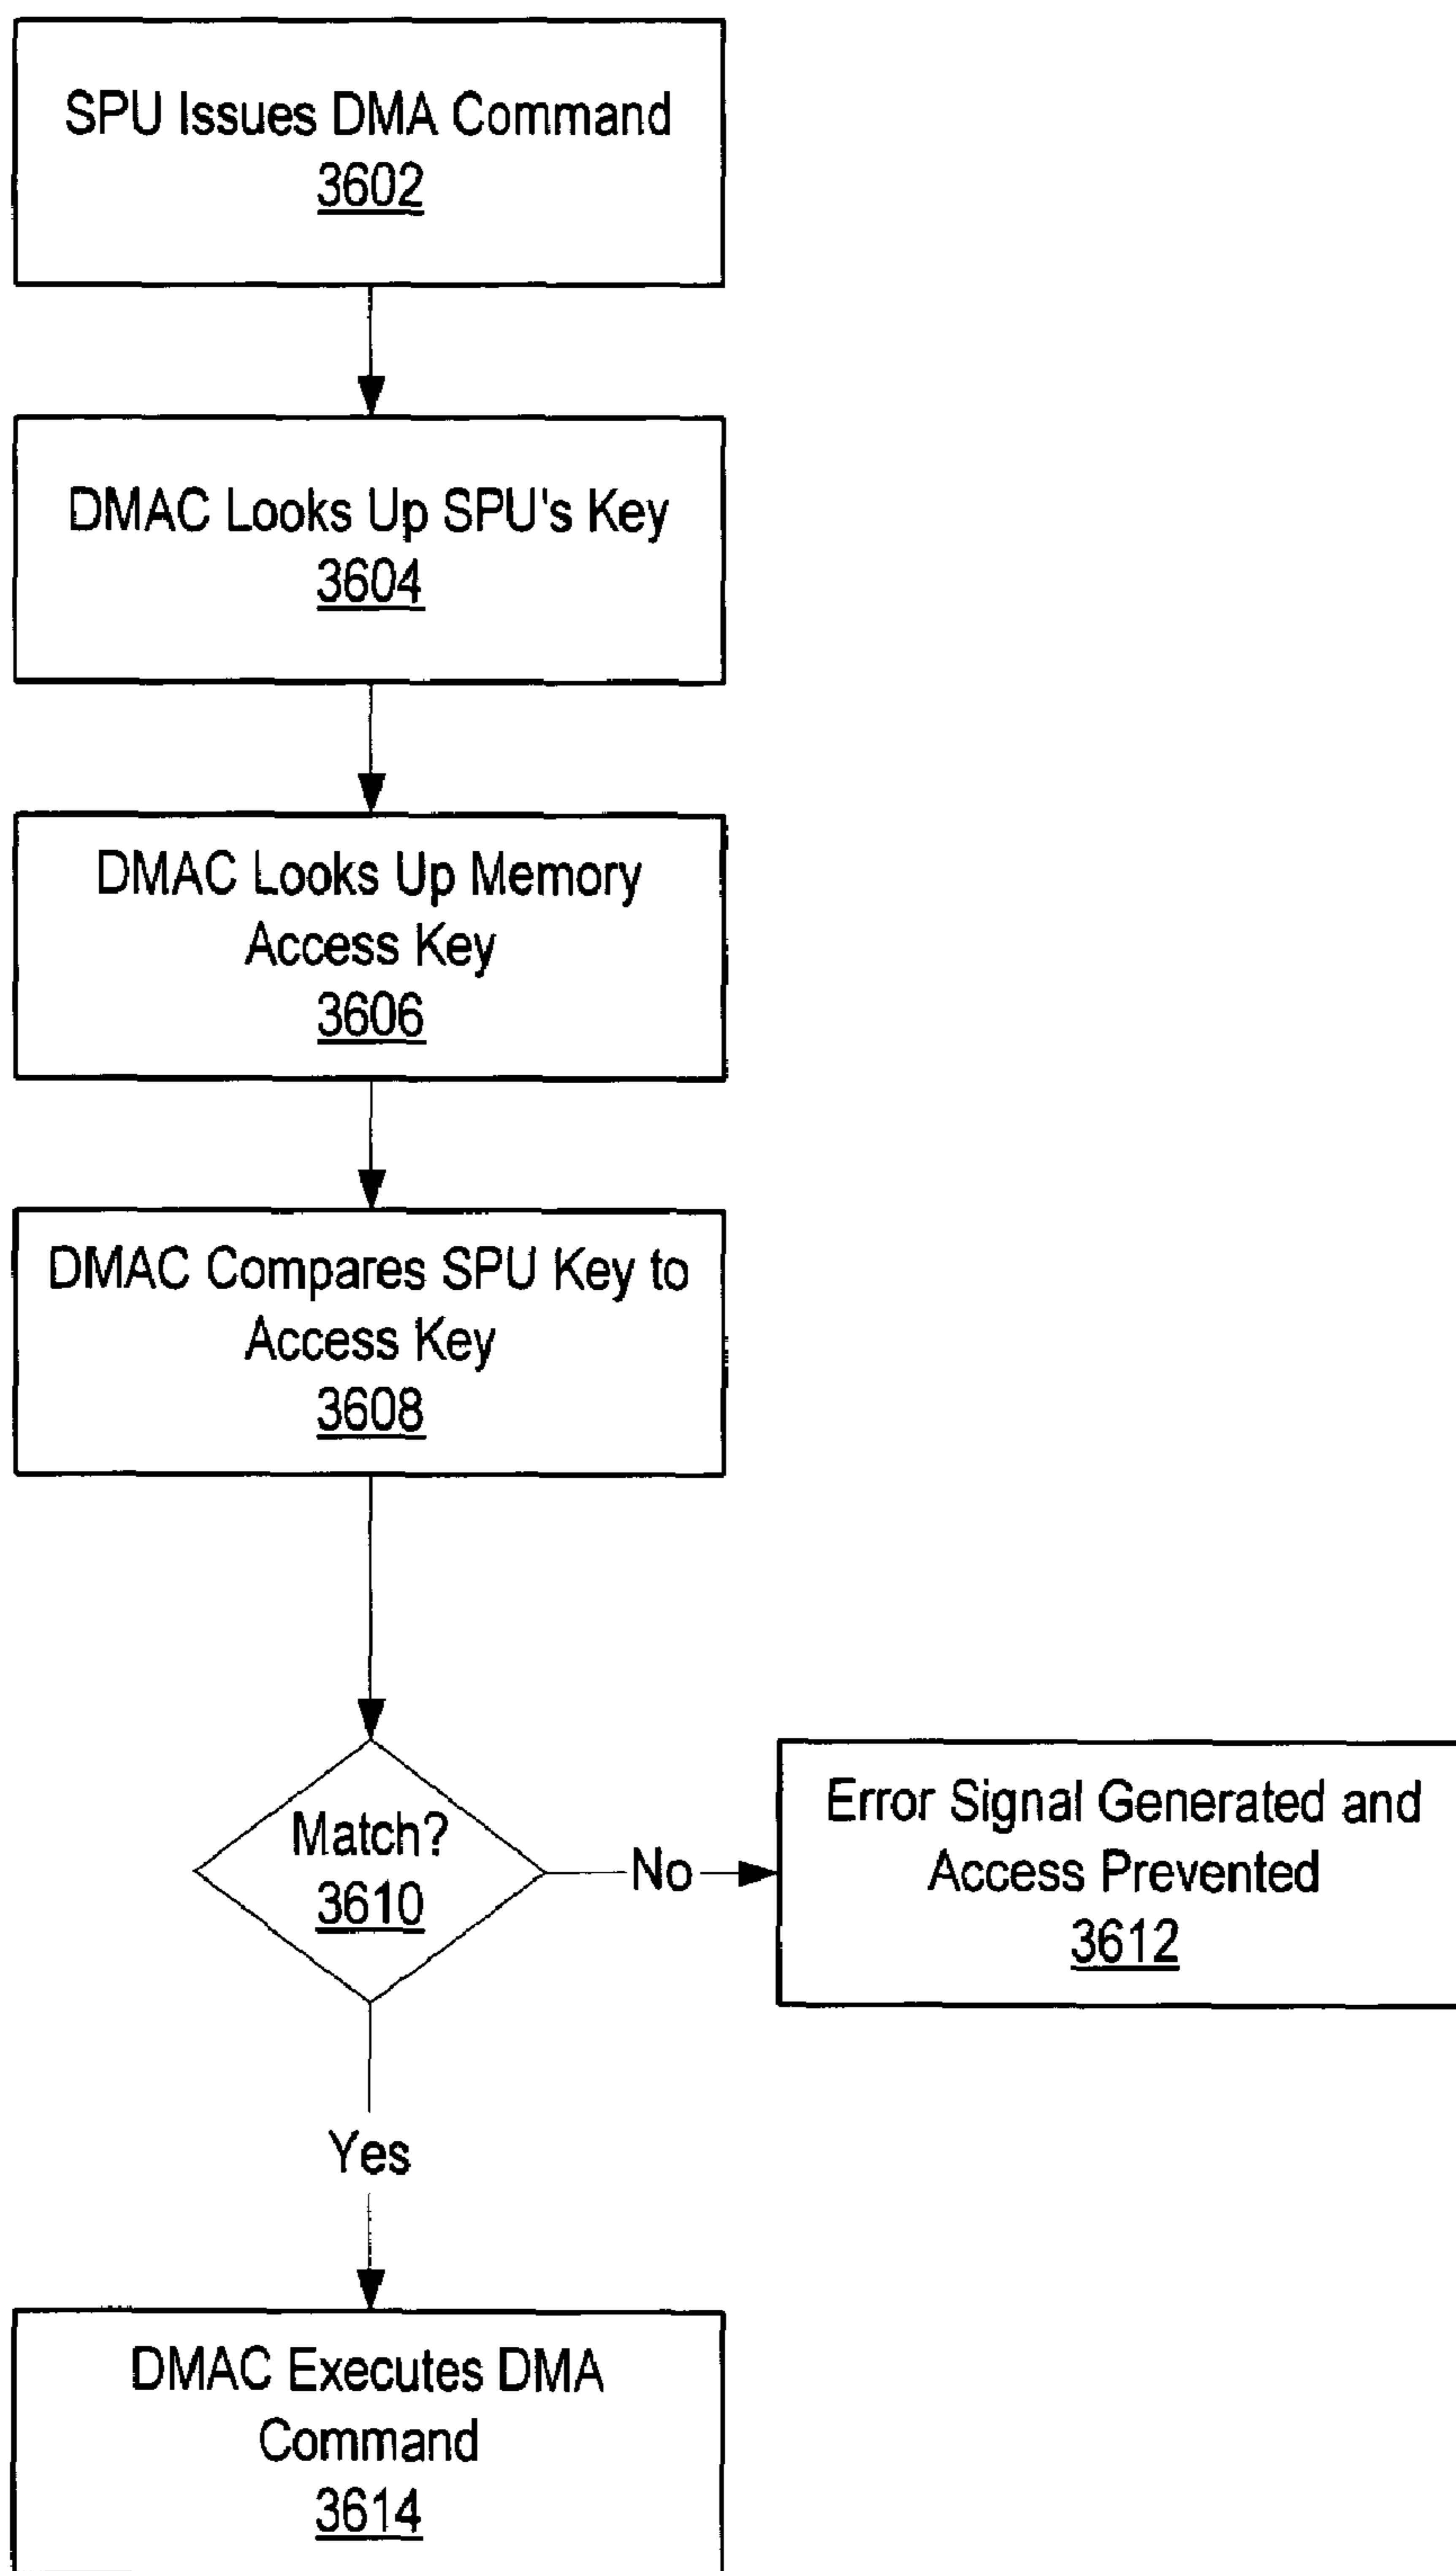 SPU Issues DMA Command
3602
DMAC Looks Up SPU's Key
3604
DMAC Looks Up Memory
Access Key
3606
DMAC Compares SPU Key to
Access Key
3608
Match?
3610
No
Error Signal Generated and
Access Prevented
3612
Yes
DMAC Executes DMA
Command
3614